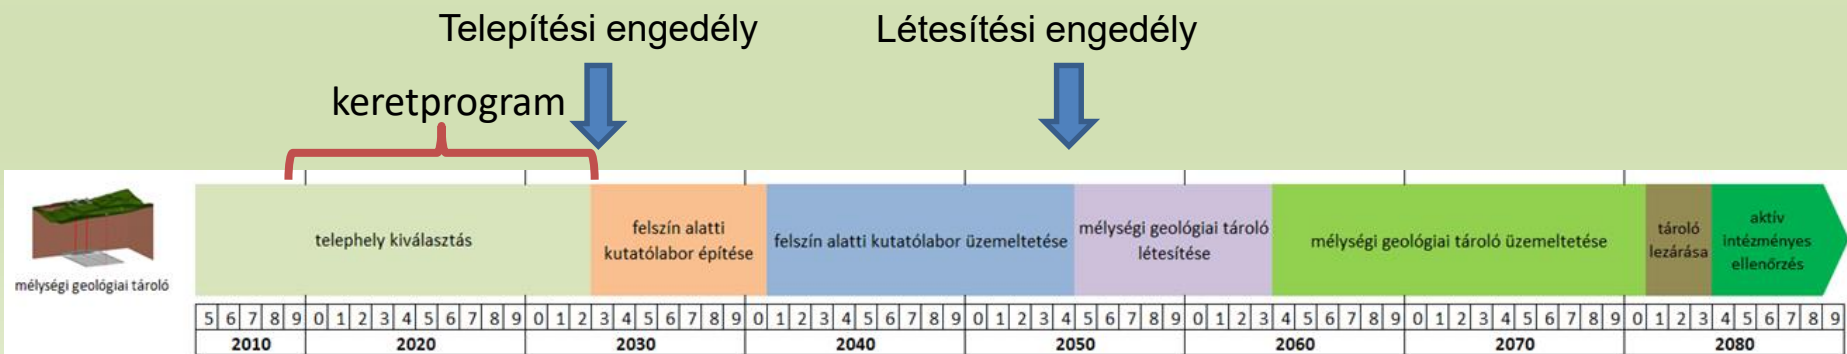 Telepítési engedély
Létesítési engedély
keretprogram
mélységi geológiai tároló
telephely kiválasztás
felszín alatti
kutatólabor építése
felszín alatti kutatólabor üzemeltetése
mélységi geológiai tároló
létesítése
mélységi geológiai tároló üzemeltetése
tároló
lezárása
aktív
intézményes
ellenőrzés
5 6 7 8 9 0 1 2 3 4 5 6 7 8 9 0 1 2 3 4 5 6 7 8 9 0 1 2 3 4 5 6 7 8 9 0 1 2 3 4 5 6 7 8 9 0 1 2 3 4 5 6 7 8 9 0 1 2 3 4 5 6 7 8 9 0 1 2 3 4 5 6 7 8 9
2010 2020 2030 2040 2050 2060 2070 2080